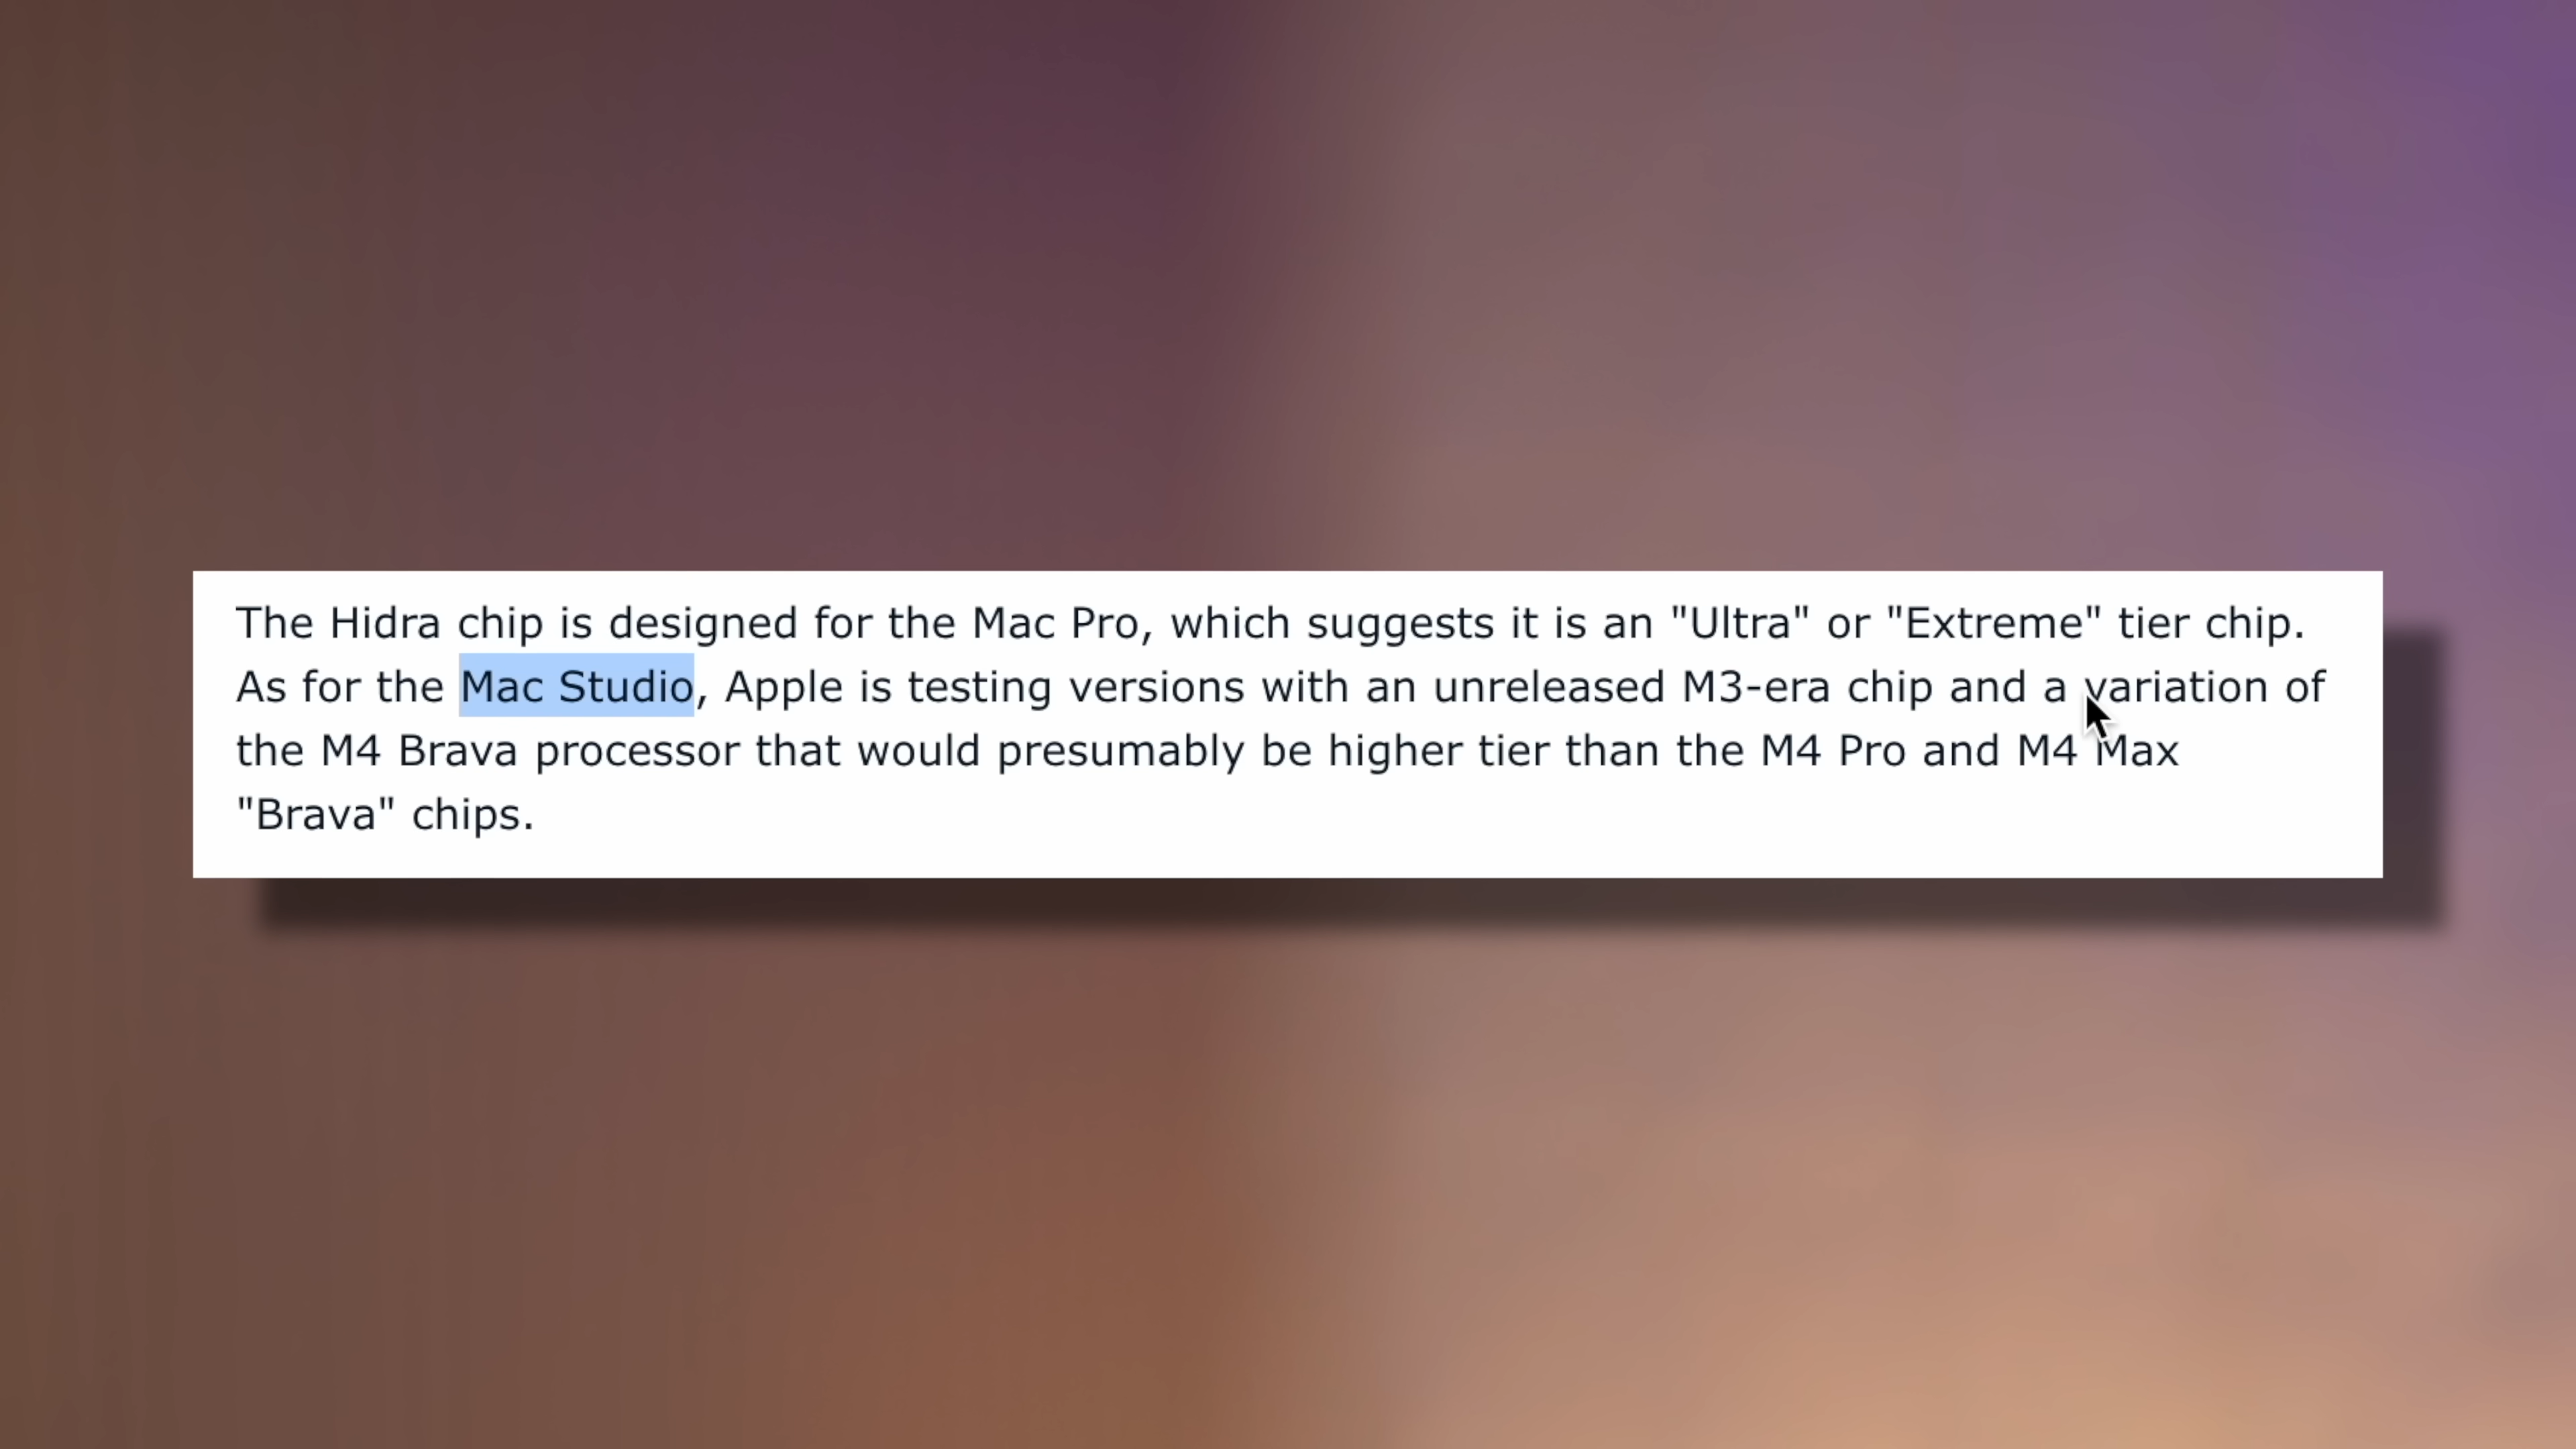 The Hidra chip is designed for the Mac Pro, which suggests it is an "Ultra" or "Extreme" tier chip.
As for the Mac Studio, Apple is testing versions with an unreleased M3-era chip and a variation of
the M4 Brava processor that would presumably be higher tier than the M4 Pro and M4 Max
"Brava" chips.